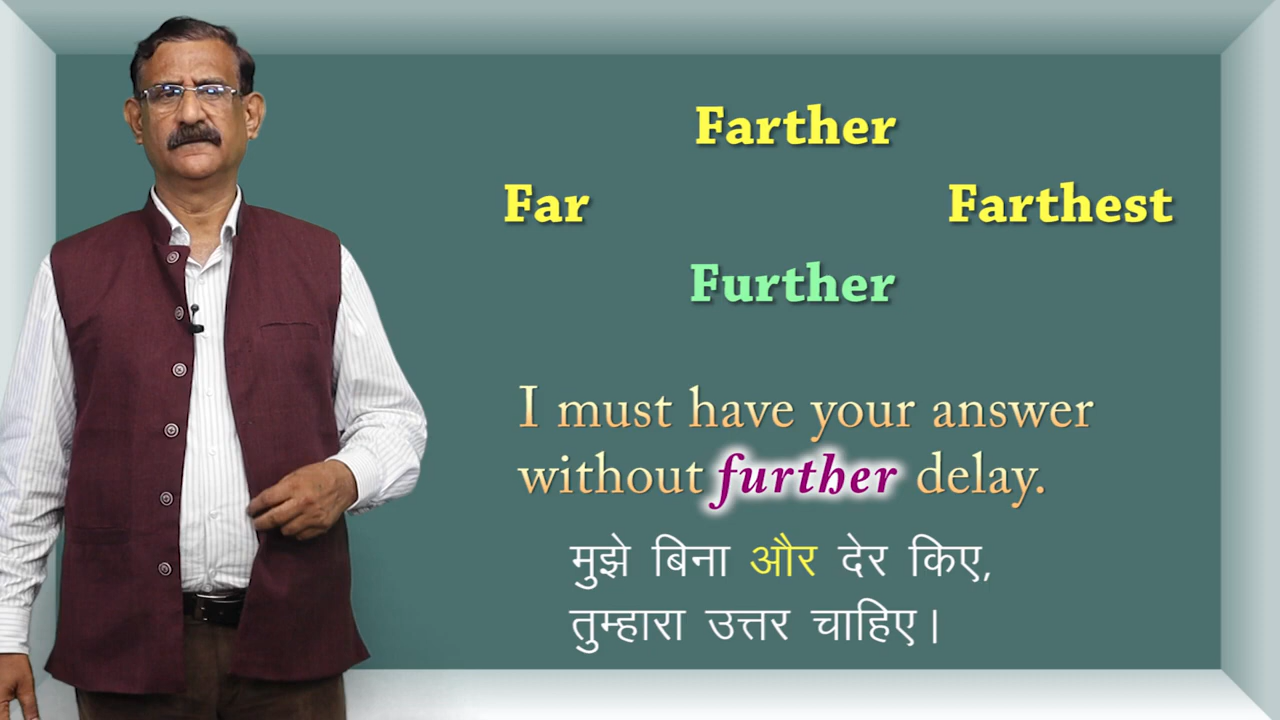 Farther
Far Farthest
Further
I must have your answer
without further delay.
मुझे बिना और देर किए,
तुम्हारा उत्तर चाहिए।